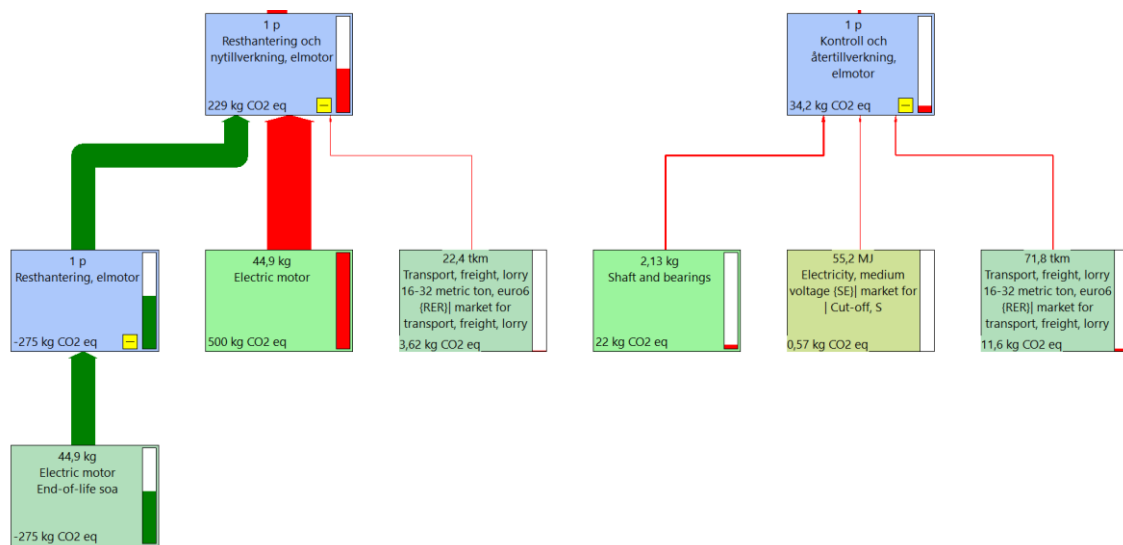 1 p
Resthantering och
nytillverkning, elmotor
229 kg CO2 eq
1 p
Kontroll och
återtillverkning,
elmotor
34,2 kg CO2 eq
1 p
Resthantering, elmotor
-275 kg CO2 eq
44,9 kg
Electric motor
500 kg CO2 eq
22,4 tkm
Transport, freight, lorry
16-32 metric ton, euro6
{RER}| market for
transport, freight, lorry
3,62 kg CO2 eq
2,13 kg
Shaft and bearings
22 kg CO2 eq
55,2 MJ
Electricity, medium
voltage {SE}| market for
| Cut-off, S
0,57 kg CO2 eq
71,8 tkm
Transport, freight, lorry
16-32 metric ton, euro6
{RER}| market for
transport, freight, lorry
11,6 kg CO2 eq
44,9 kg
Electric motor
End-of-life soa
-275 kg CO2 eq